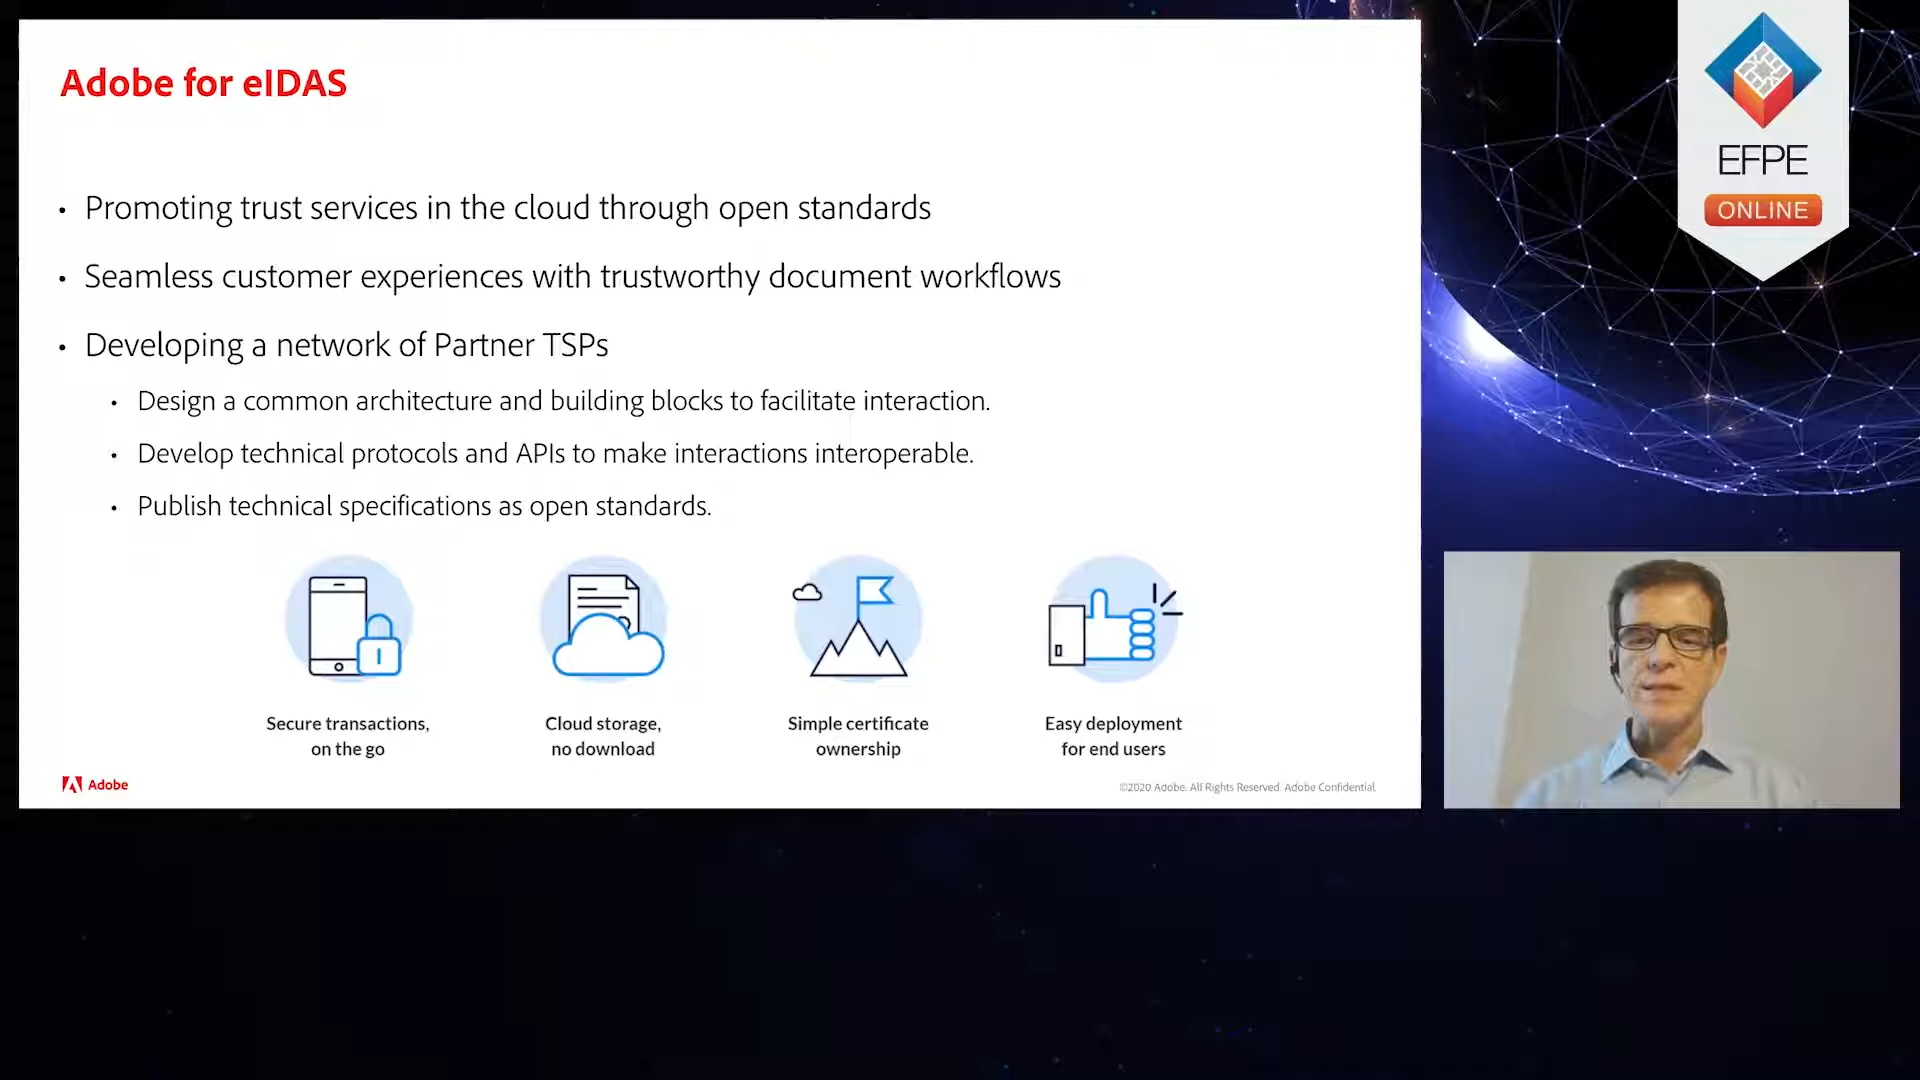 Adobe for eIDAS
• Promoting trust services in the cloud through open standards
• Seamless customer experiences with trustworthy document workflows
• Developing a network of Partner TSPs
• Design a common architecture and building blocks to facilitate interaction.
• Develop technical protocols and APIs to make interactions interoperable.
• Publish technical specifications as open standards.
Secure transactions,
on the go
Cloud storage,
no download
Simple certificate
ownership
Easy deployment
for end users
Adobe
©2020 Adobe. All Rights Reserved. Adobe Confidential.
EFPE
ONLINE